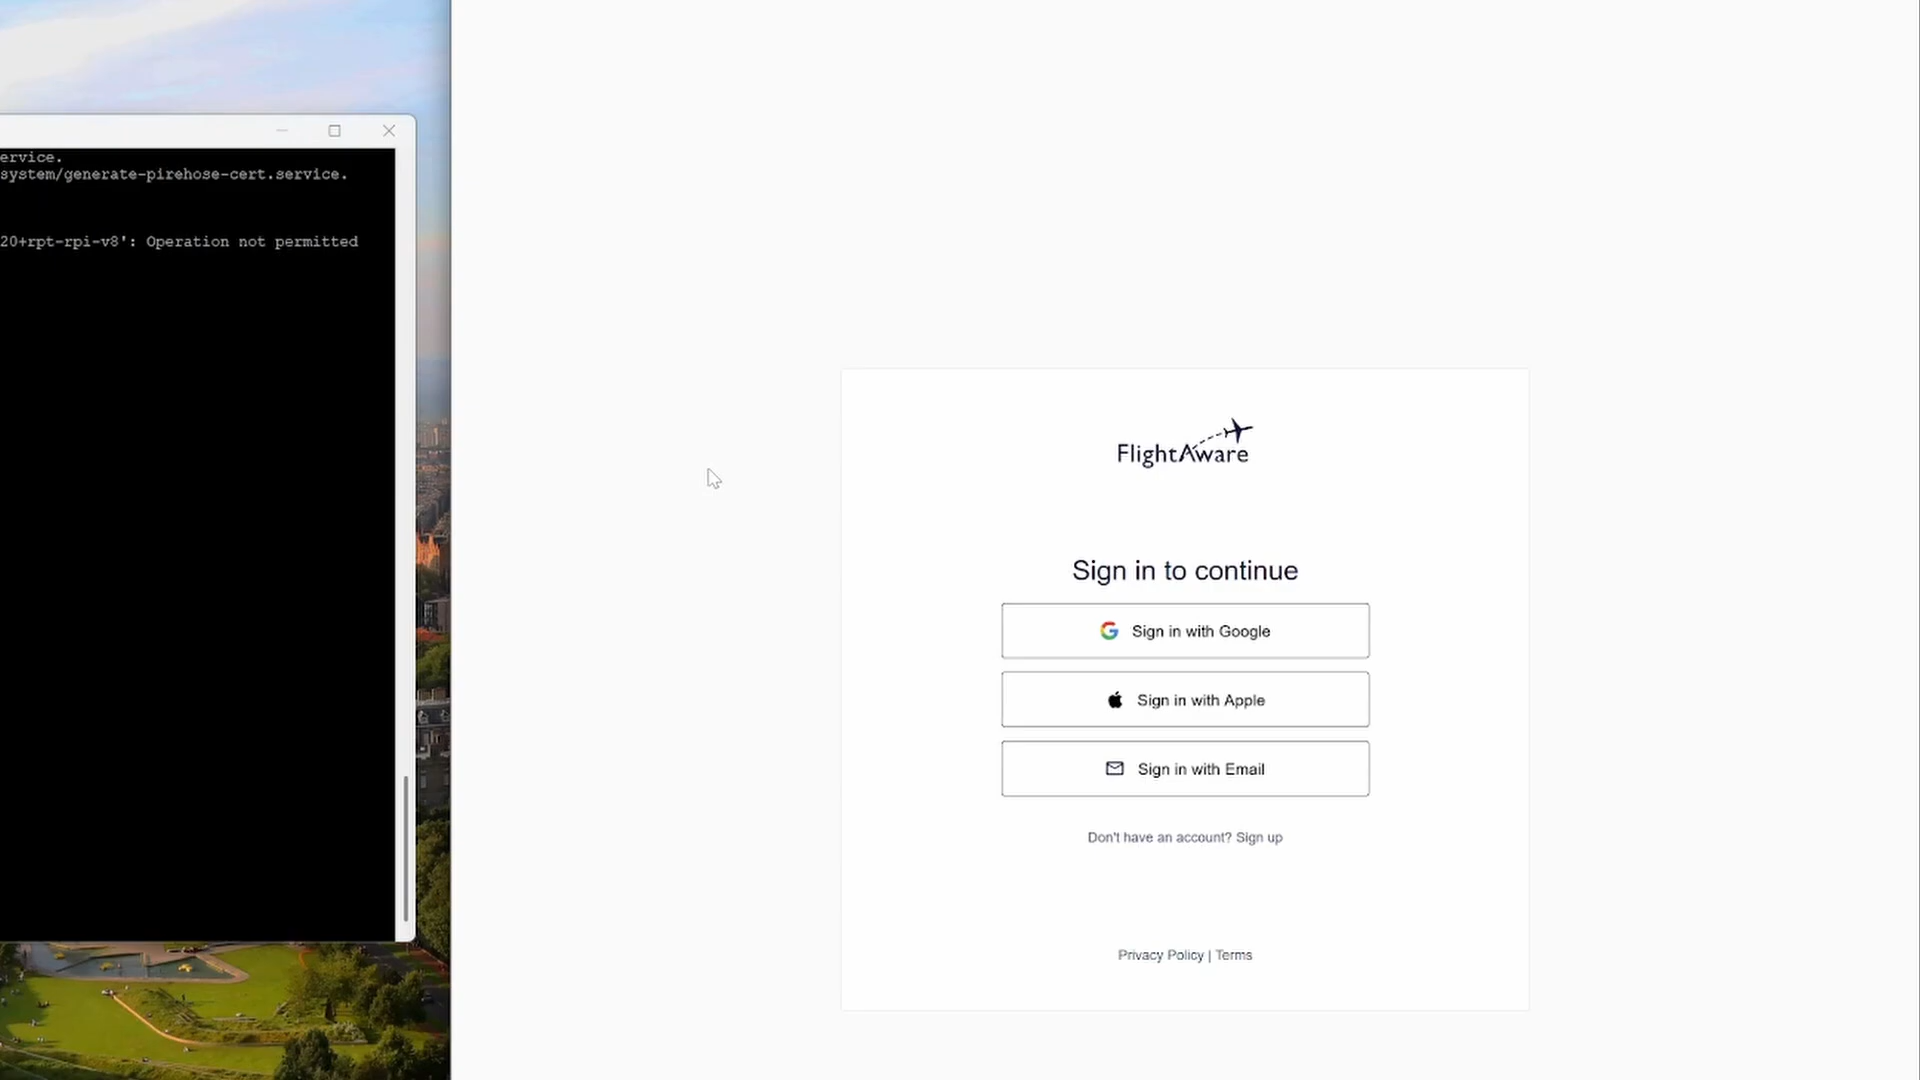 ervice.
system/generate-pirehose-cert.service.
20+rpt-rpi-v8': Operation not permitted
FlightAware
Sign in to continue
Sign in with Google
Sign in with Apple
Sign in with Email
Don't have an account? Sign up
Privacy Policy | Terms